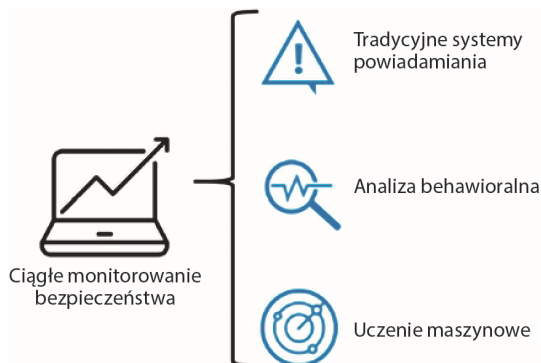 Tradycyjne systemy
powiadamiania
Analiza behawioralna
Ciągłe monitorowanie
bezpieczeństwa
Uczenie maszynowe